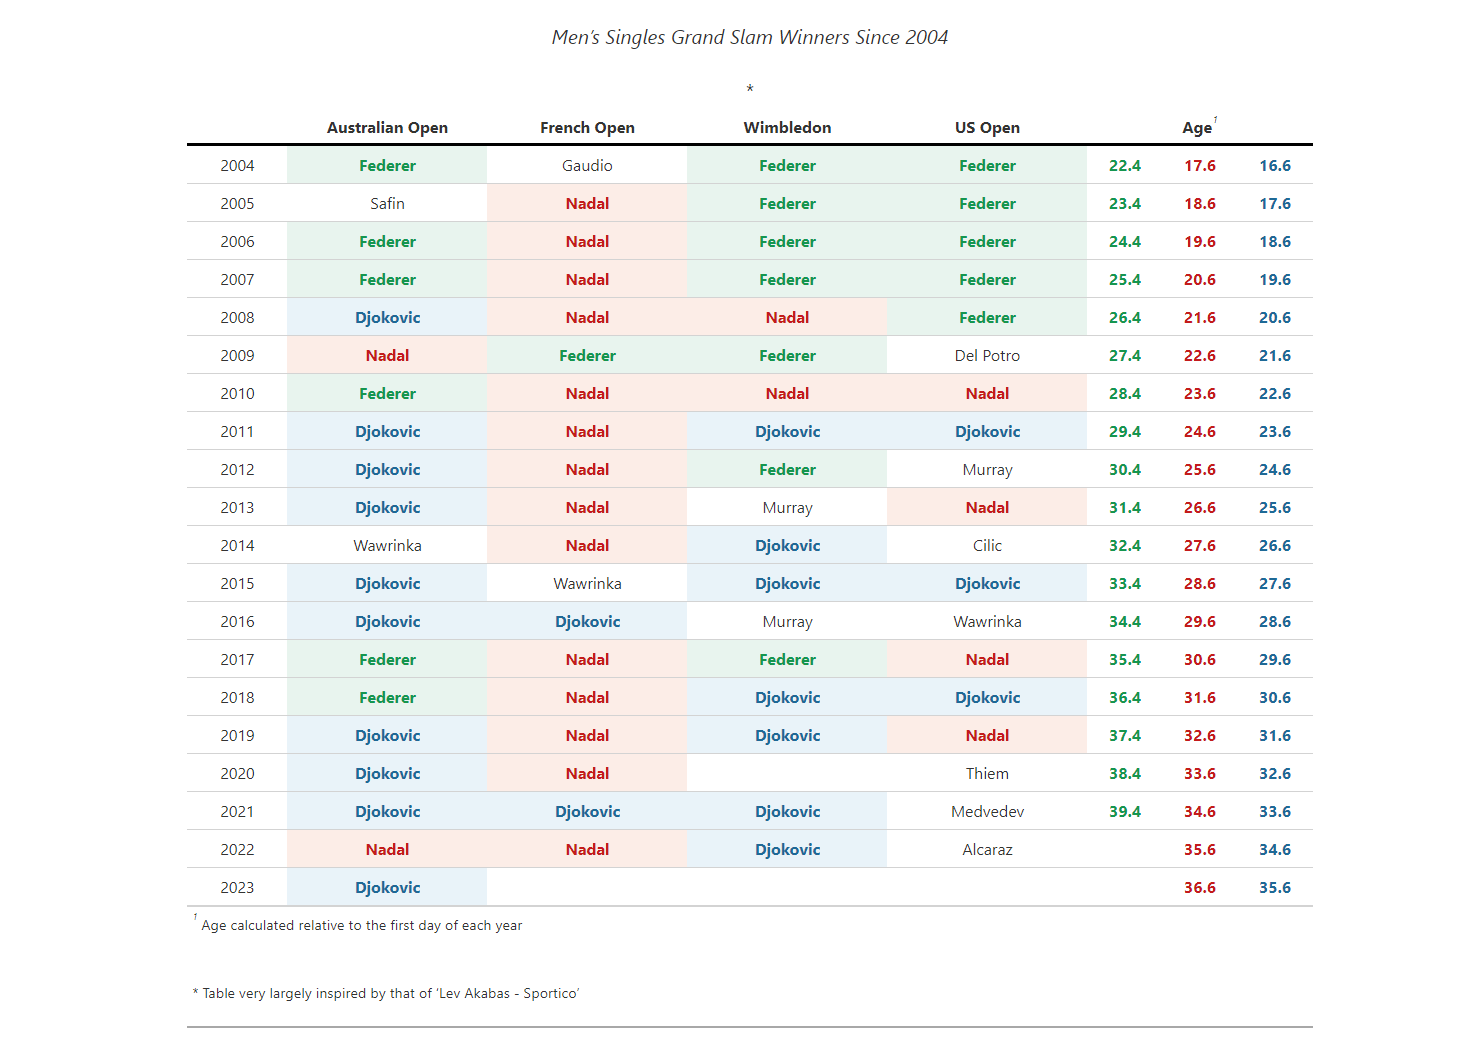 Men’s Singles Grand Slam Winners Since 2004
*
Australian Open French Open Wimbledon US Open Age1
2004 Federer Gaudio Federer Federer 22.4 17.6 16.6
2005 Safin Nadal Federer Federer 23.4 18.6 17.6
2006 Federer Nadal Federer Federer 24.4 19.6 18.6
2007 Federer Nadal Federer Federer 25.4 20.6 19.6
2008 Djokovic Nadal Nadal Federer 26.4 21.6 20.6
2009 Nadal Federer Federer Del Potro 27.4 22.6 21.6
2010 Federer Nadal Nadal Nadal 28.4 23.6 22.6
2011 Djokovic Nadal Djokovic Djokovic 29.4 24.6 23.6
2012 Djokovic Nadal Federer Murray 30.4 25.6 24.6
2013 Djokovic Nadal Murray Nadal 31.4 26.6 25.6
2014 Wawrinka Nadal Djokovic Cilic 32.4 27.6 26.6
2015 Djokovic Wawrinka Djokovic Djokovic 33.4 28.6 27.6
2016 Djokovic Djokovic Murray Wawrinka 34.4 29.6 28.6
2017 Federer Nadal Federer Nadal 35.4 30.6 29.6
2018 Federer Nadal Djokovic Djokovic 36.4 31.6 30.6
2019 Djokovic Nadal Djokovic Nadal 37.4 32.6 31.6
2020 Djokovic Nadal Thiem 38.4 33.6 32.6
2021 Djokovic Djokovic Djokovic Medvedev 39.4 34.6 33.6
2022 Nadal Nadal Djokovic Alcaraz 35.6 34.6
2023 Djokovic 36.6 35.6
1 Age calculated relative to the first day of each year
* Table very largely inspired by that of ‘Lev Akabas - Sportico’